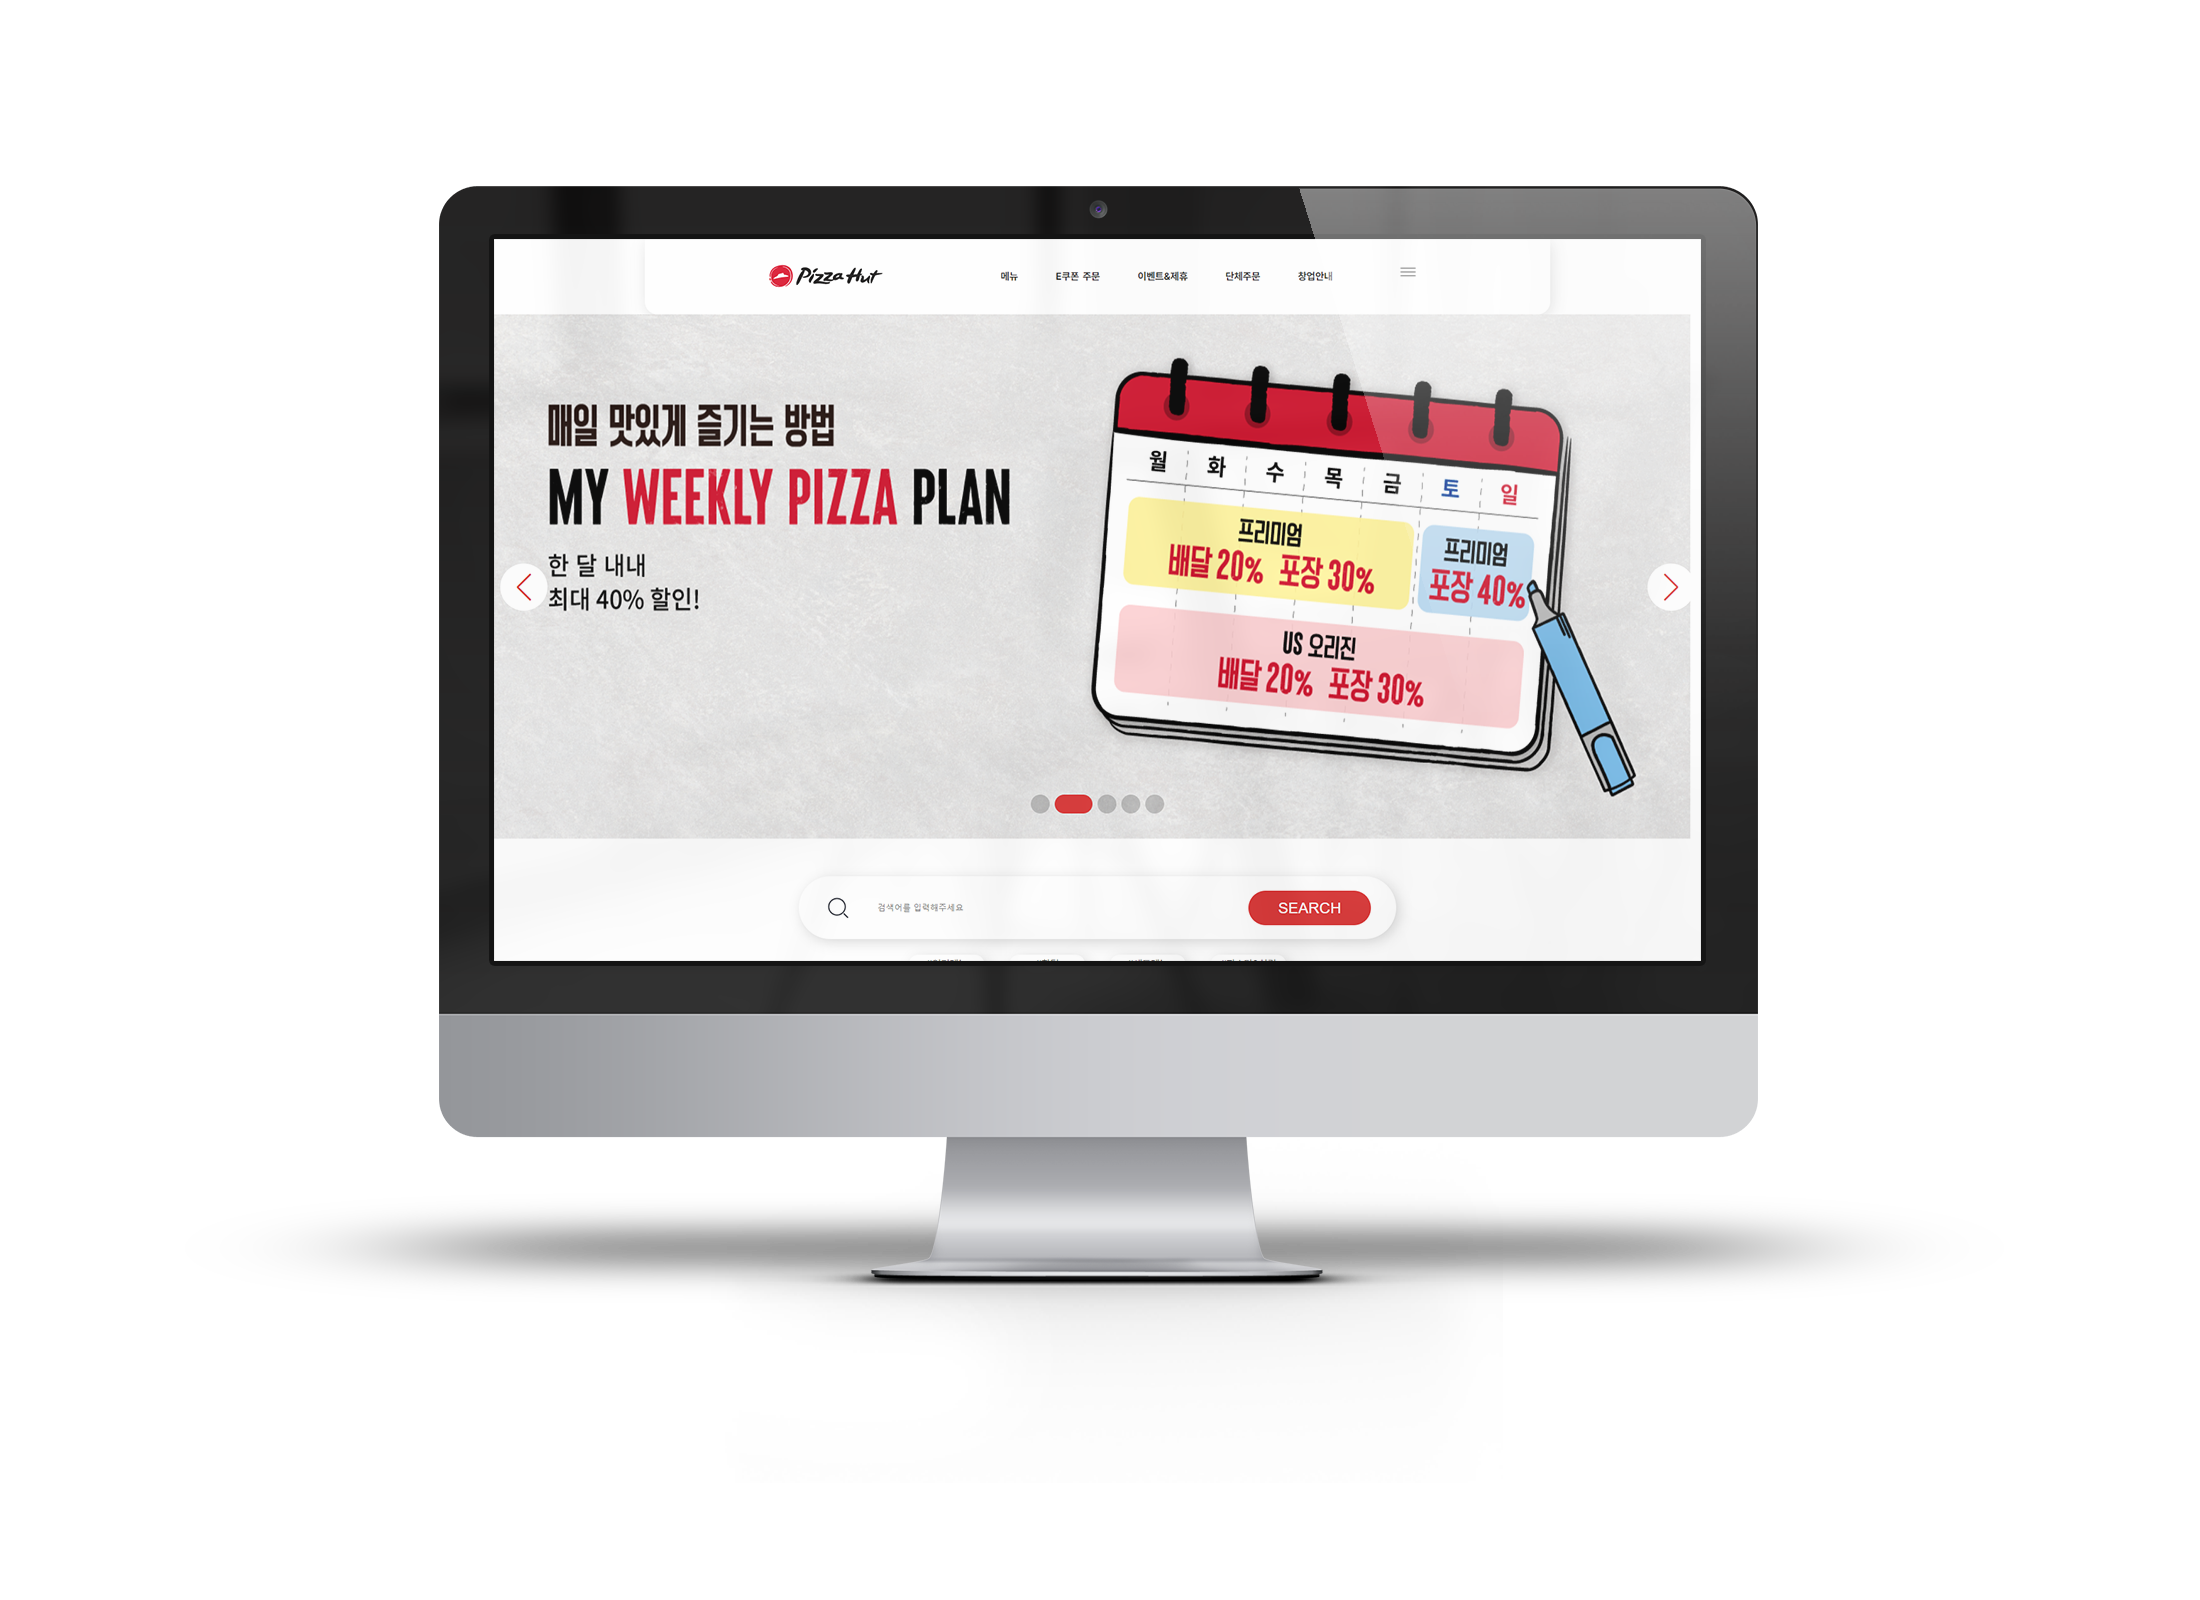 Pizza Hut
메뉴 E쿠폰 주문 이벤트&제휴 단체주문 창업안내
매일 맛있게 즐기는 방법
MY WEEKLY PIZZA PLAN
한 달 내내
최대 40% 할인!
월 화 수 목 금 토 일
프리미엄
배달 20% 포장 30%
프리미엄
포장 40%
US 오리진
배달 20% 포장 30%
검색어를 입력해주세요
SEARCH